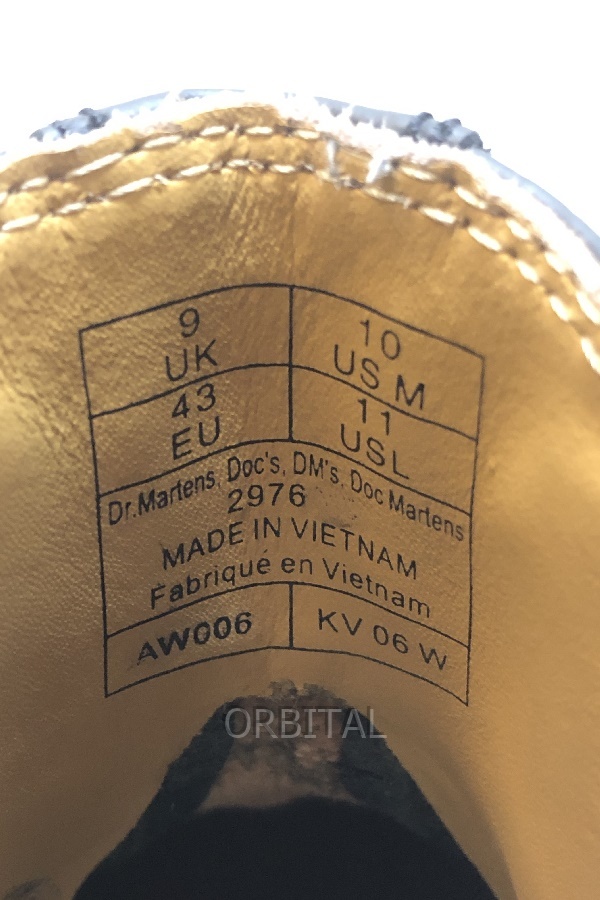 9
UK
10
US M
43
EU
11
USL
Dr.Martens, Doc's, DM's, Doc Martens
2976
MADE IN VIETNAM
Fabriqué en Vietnam
AW006
KV 06 W
ORBITAL